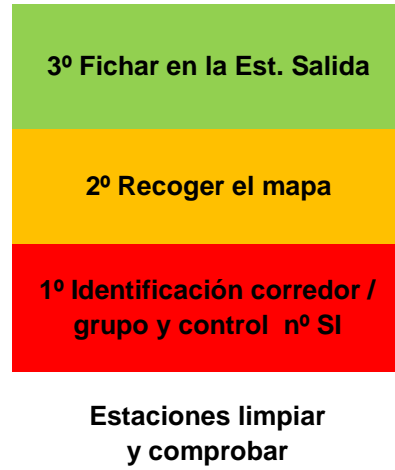 3º Fichar en la Est. Salida
2º Recoger el mapa
1º Identificación corredor /
grupo y control nº SI
Estaciones limpiar
y comprobar